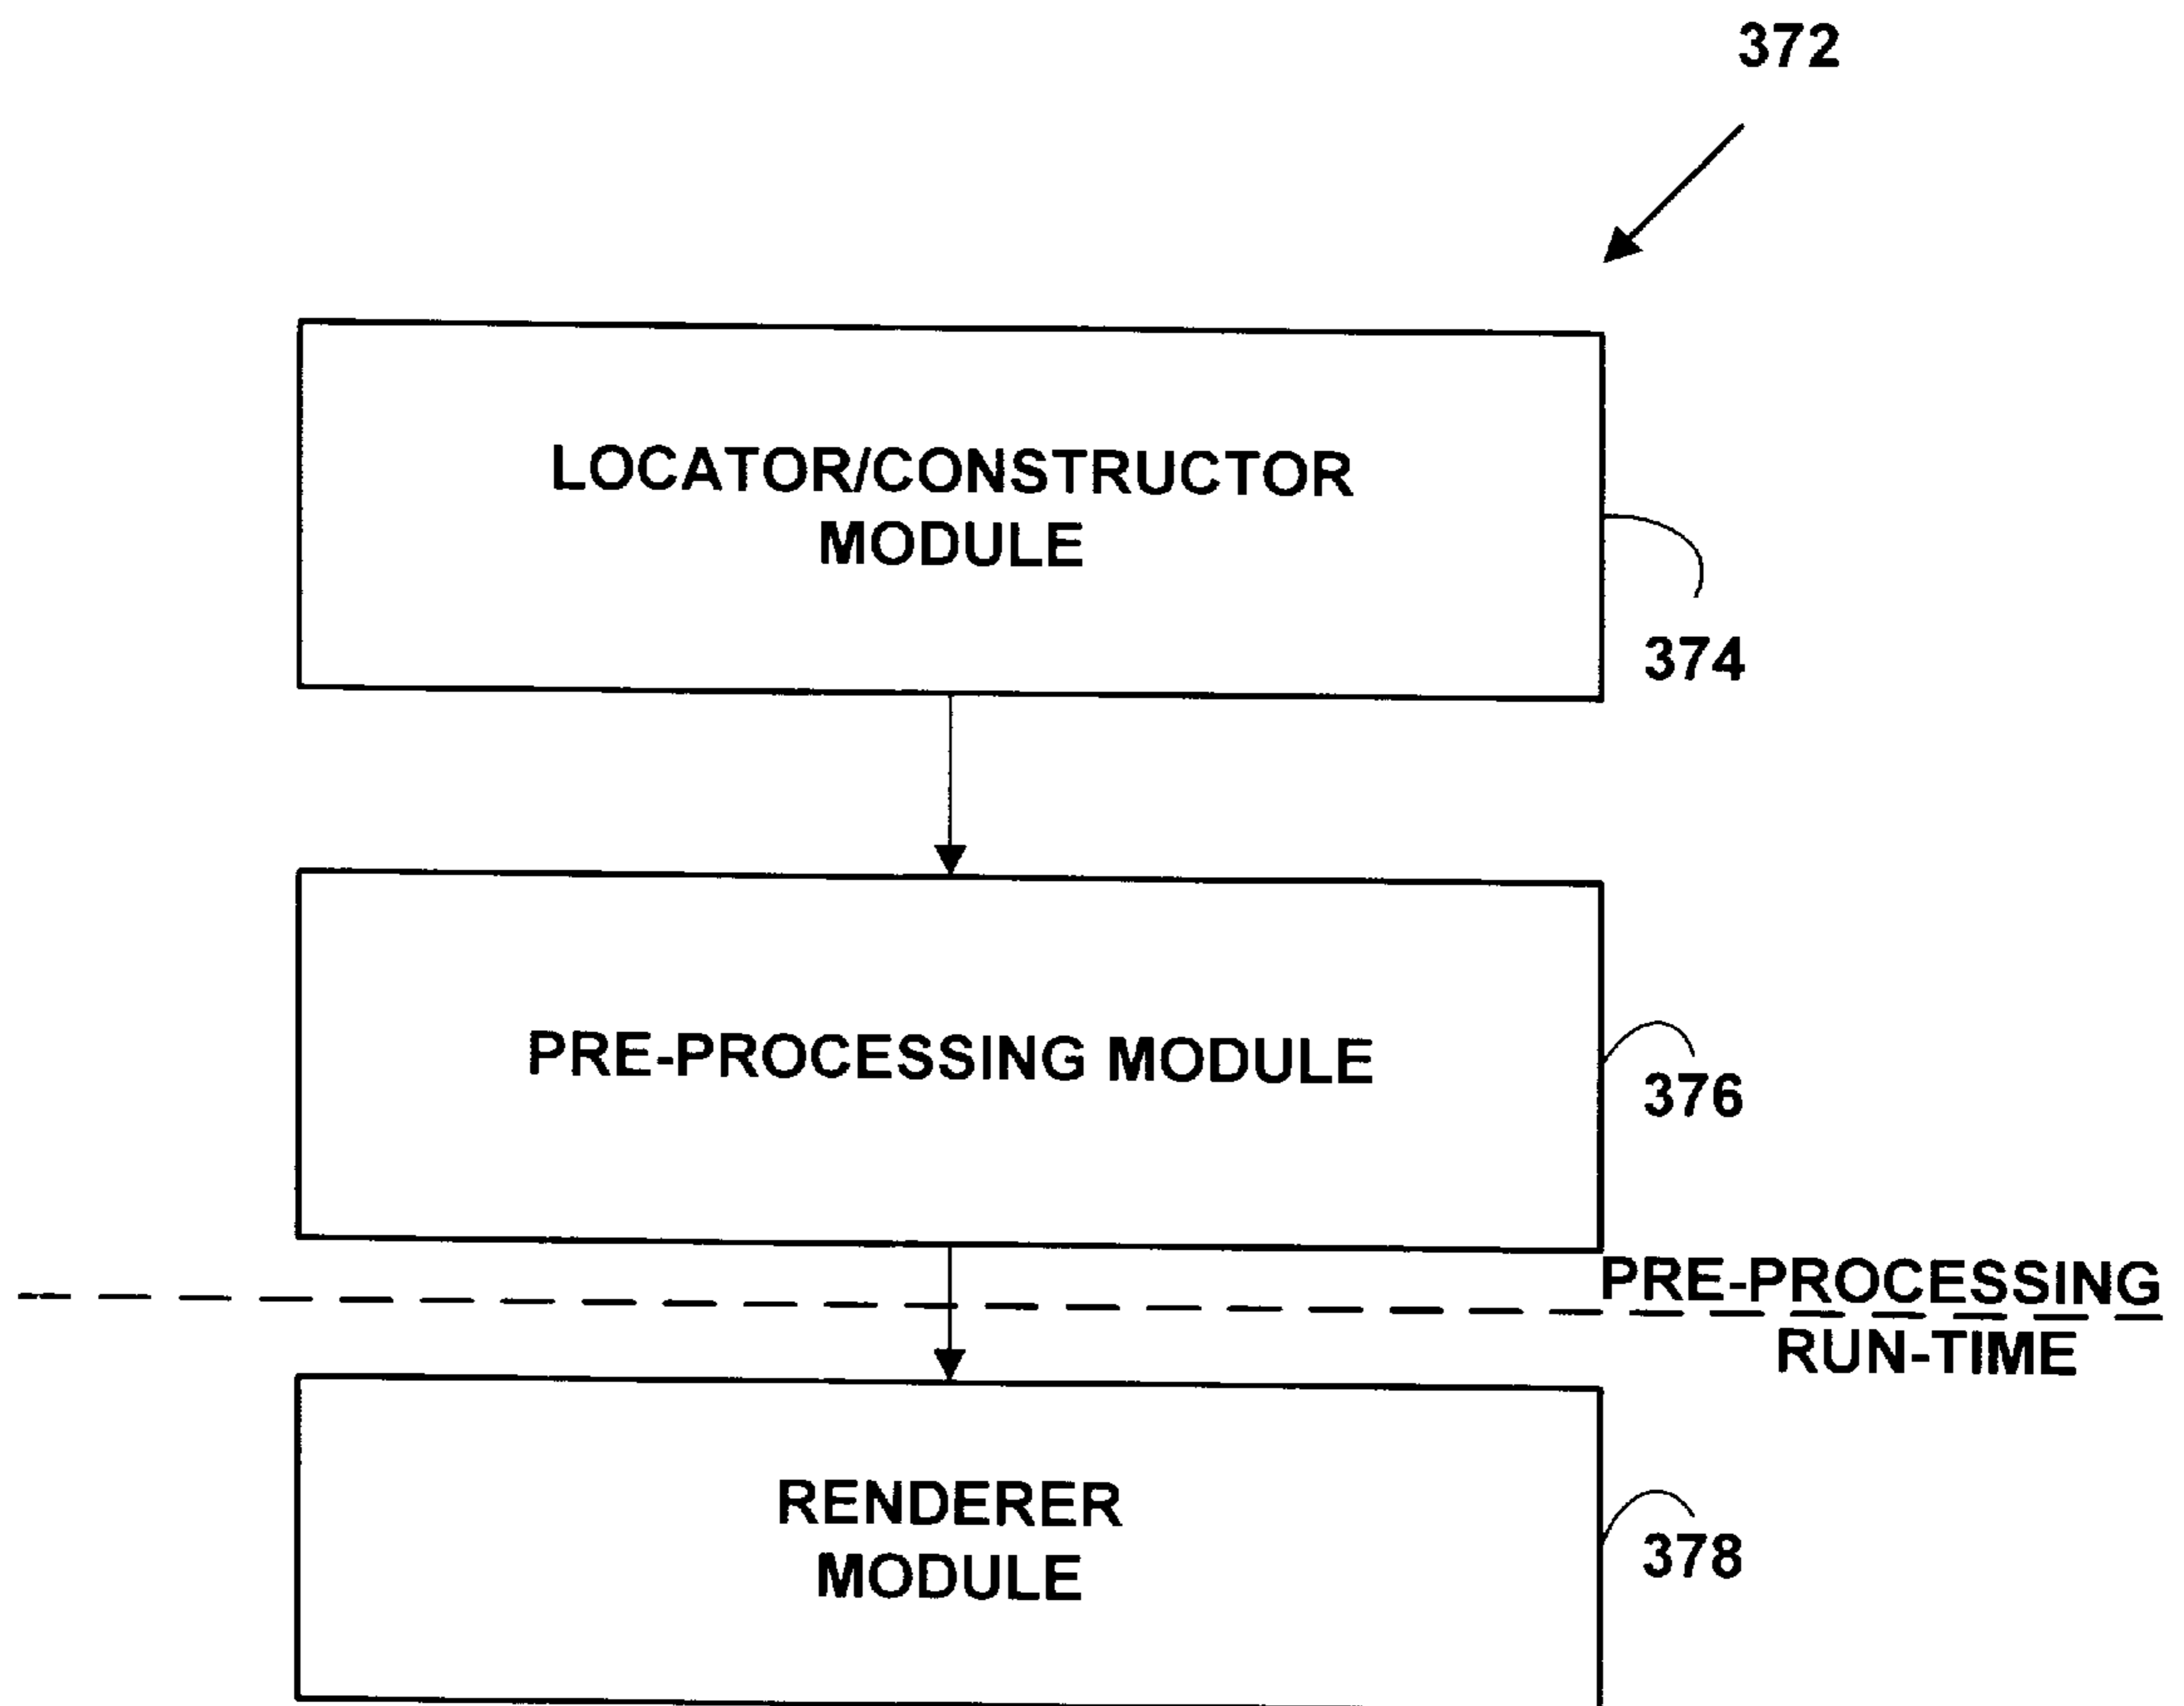 372
LOCATOR/CONSTRUCTOR
MODULE
374
PRE-PROCESSING MODULE
376
PRE-PROCESSING
RUN-TIME
RENDERER
MODULE
378